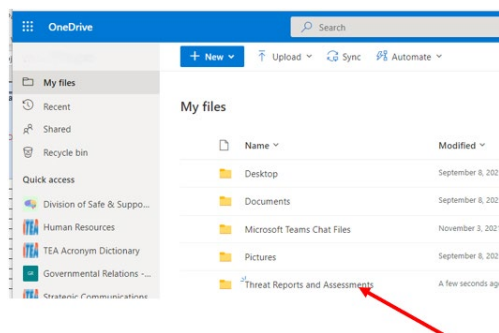 OneDrive
Search
New
Upload
Sync
Automate
My files
Recent
Shared
Recycle bin
Quick access
Division of Safe & Suppo...
Human Resources
TEA Acronym Dictionary
Governmental Relations -...
Strategic Communications
My files
Name Modified
Desktop September 8, 202
Documents September 8, 202
Microsoft Teams Chat Files November 3, 2021
Pictures September 8, 202
Threat Reports and Assessments A few seconds ag